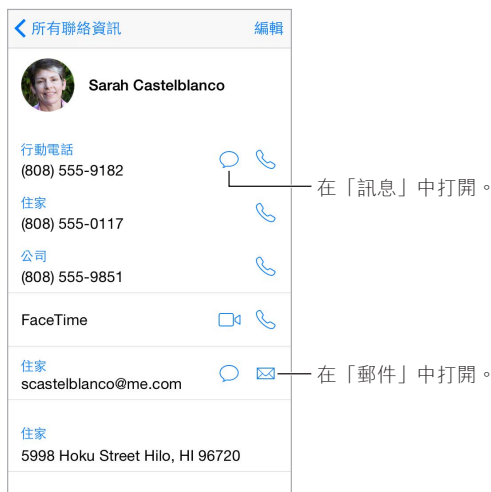 所有聯絡資訊 編輯
Sarah Castelblanco
行動電話
(808) 555-9182
在「訊息」中打開。
住家
(808) 555-0117
公司
(808) 555-9851
FaceTime
住家
scastelblanco@me.com
在「郵件」中打開。
住家
5998 Hoku Street Hilo, HI 96720